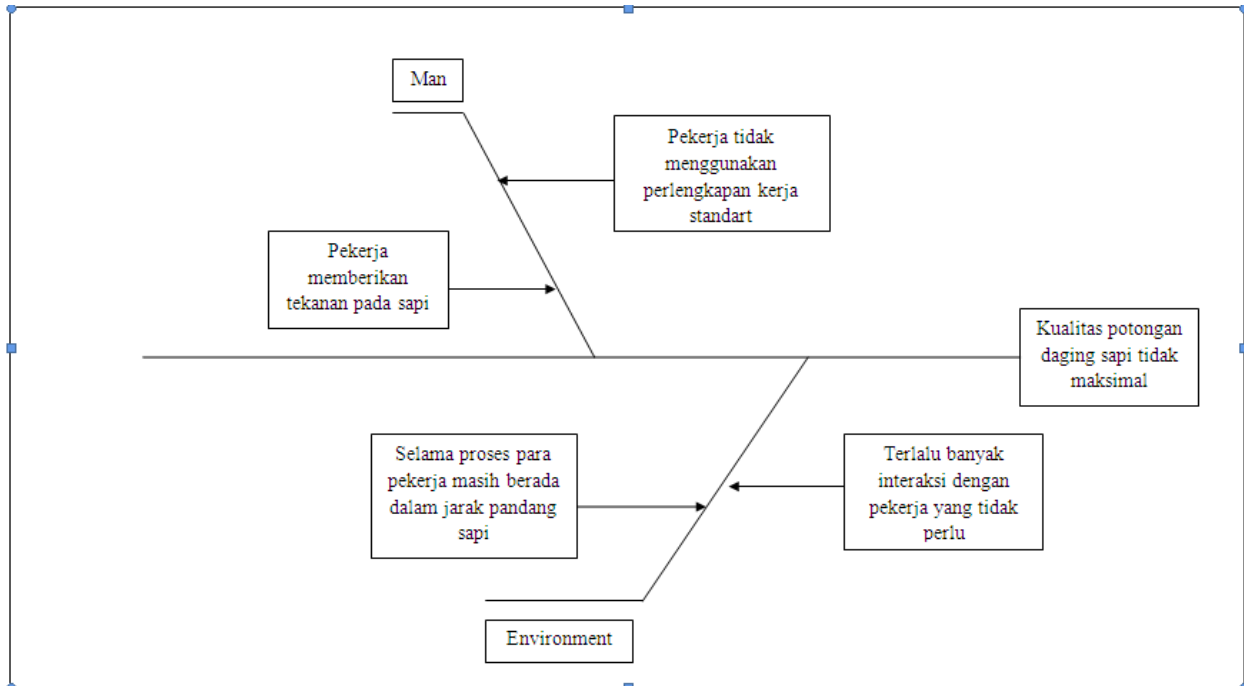 Man
Pekerja tidak
menggunakan
perlengkapan kerja
standart
Pekerja
memberikan
tekanan pada sapi
Kualitas potongan
daging sapi tidak
maksimal
Selama proses para
pekerja masih berada
dalam jarak pandang
sapi
Terlalu banyak
interaksi dengan
pekerja yang tidak
perlu
Environment